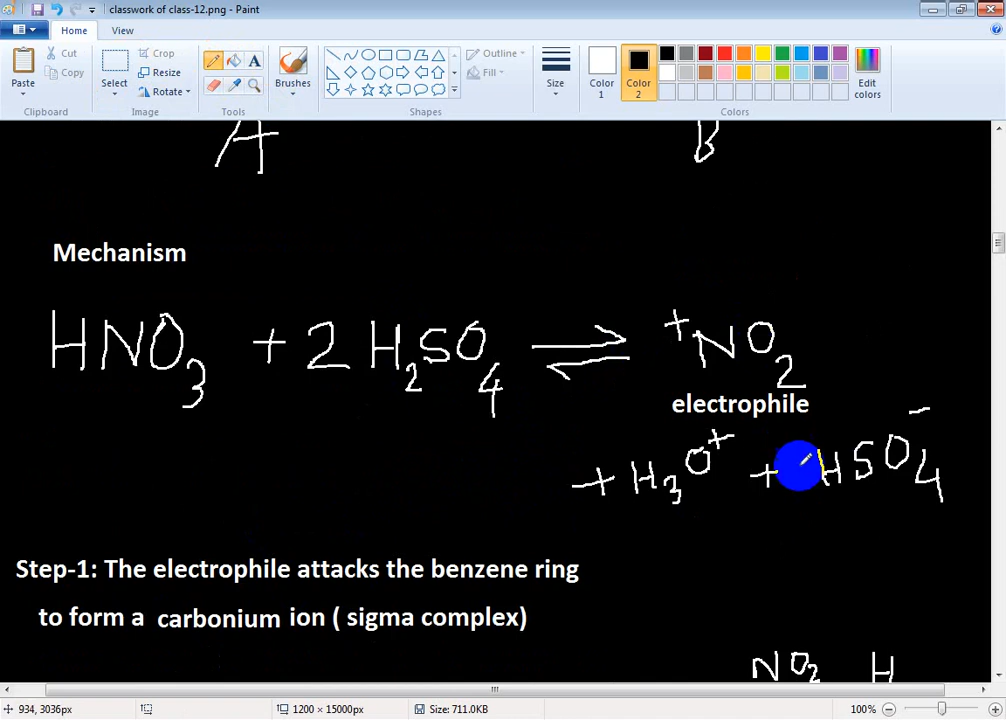 classwork of class-12.png - Paint
Home View
Paste Cut Copy Select Crop Resize Rotate A Brushes Shapes Outline Fill Size Color 1 Color 2 Edit colors
Clipboard Image Tools Shapes Colors
A B
Mechanism
HNO3 + 2 H2SO4 ⇌ +NO2
electrophile
+ H3O+ + HSO4−
Step-1: The electrophile attacks the benzene ring
to form a carbonium ion ( sigma complex)
NO2 H
934, 3036px 1200 × 15000px Size: 711.0KB 100%